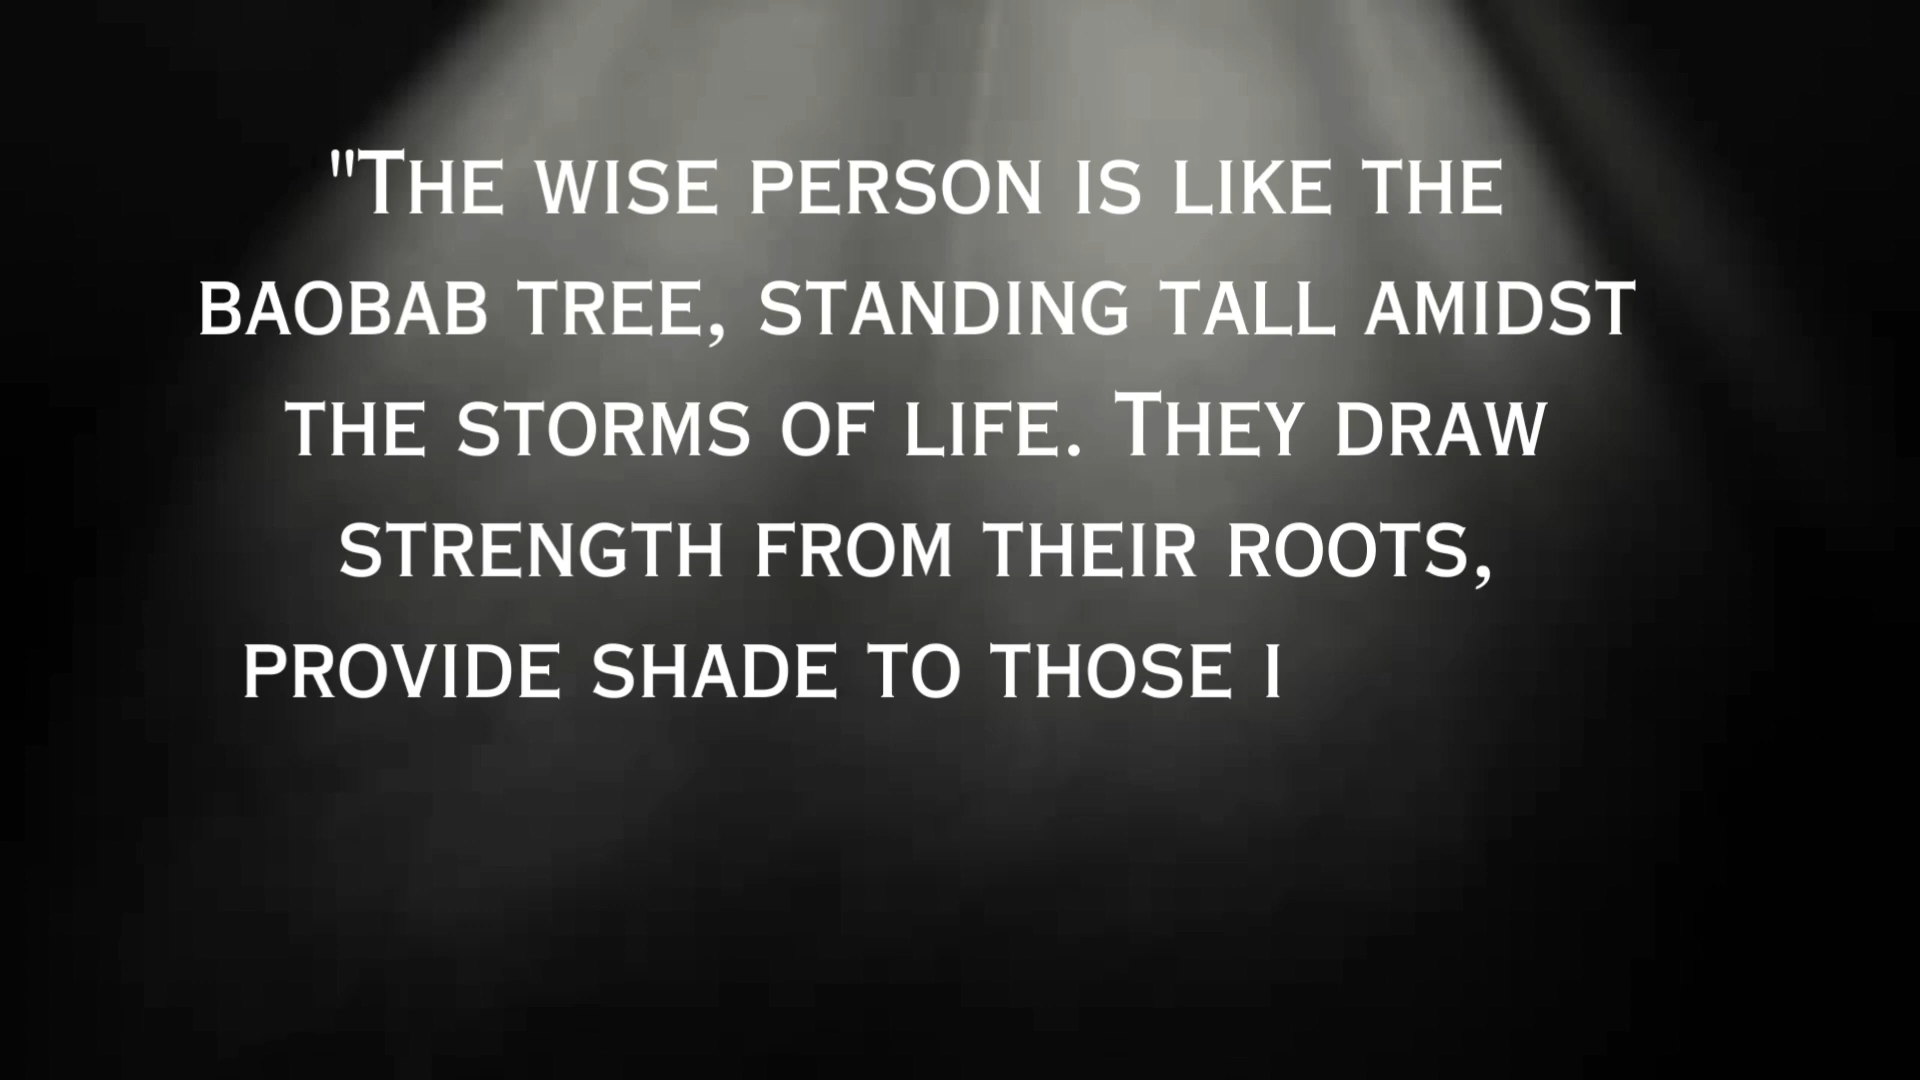 "The wise person is like the
baobab tree, standing tall amidst
the storms of life. They draw
strength from their roots,
provide shade to those i